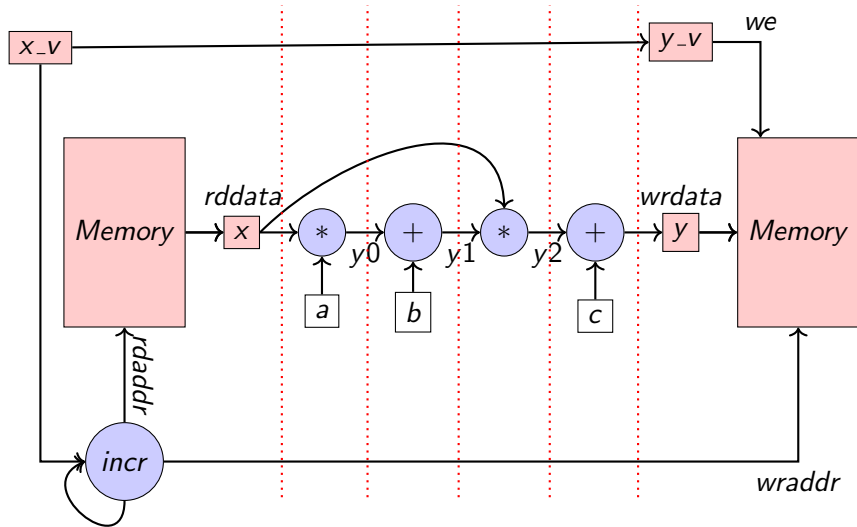 x_v
y_v
we
Memory
rddata
x
*
y0
+
y1
*
y2
+
wrdata
y
Memory
a
b
c
rdaddr
incr
wraddr